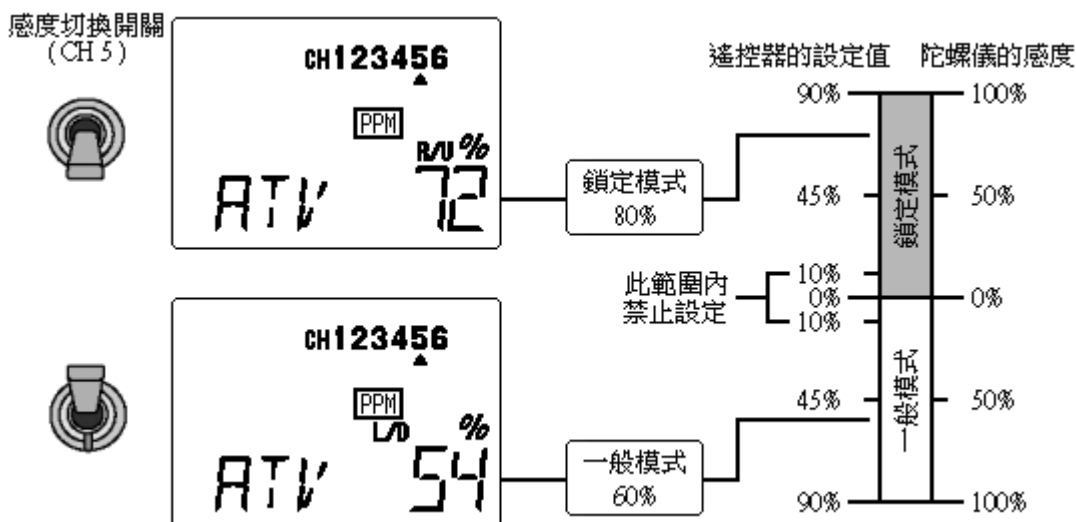 感度切換開關
(CH 5)
CH123456
PPM
R/U %
ATV 72
鎖定模式
80%
遙控器的設定值 陀螺儀的感度
90% 100%
45% 50%
10%
0% 0%
10%
45% 50%
90% 100%
鎖定模式
一般模式
此範圍內
禁止設定
CH123456
PPM
L/D %
ATV 54
一般模式
60%